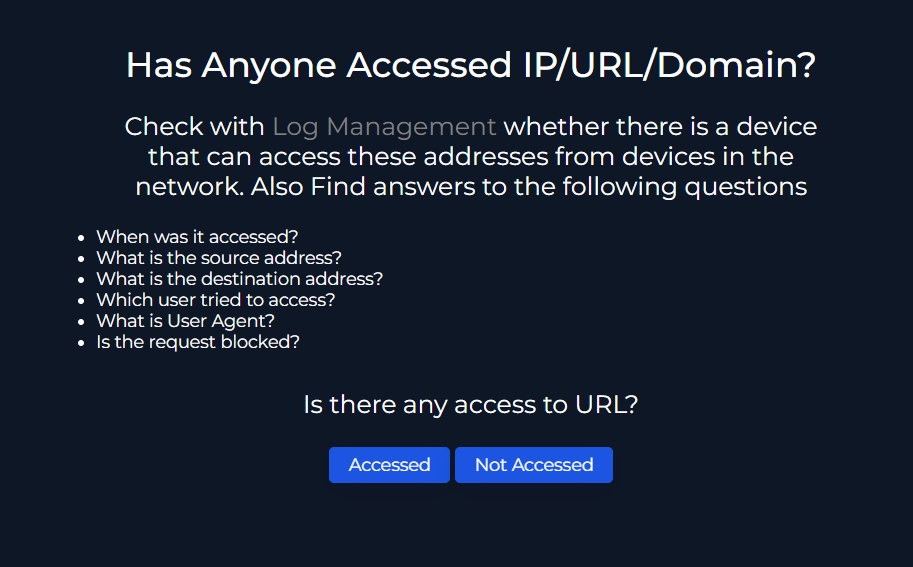 Has Anyone Accessed IP/URL/Domain?
Check with Log Management whether there is a device
that can access these addresses from devices in the
network. Also Find answers to the following questions
• When was it accessed?
• What is the source address?
• What is the destination address?
• Which user tried to access?
• What is User Agent?
• Is the request blocked?
Is there any access to URL?
Accessed Not Accessed